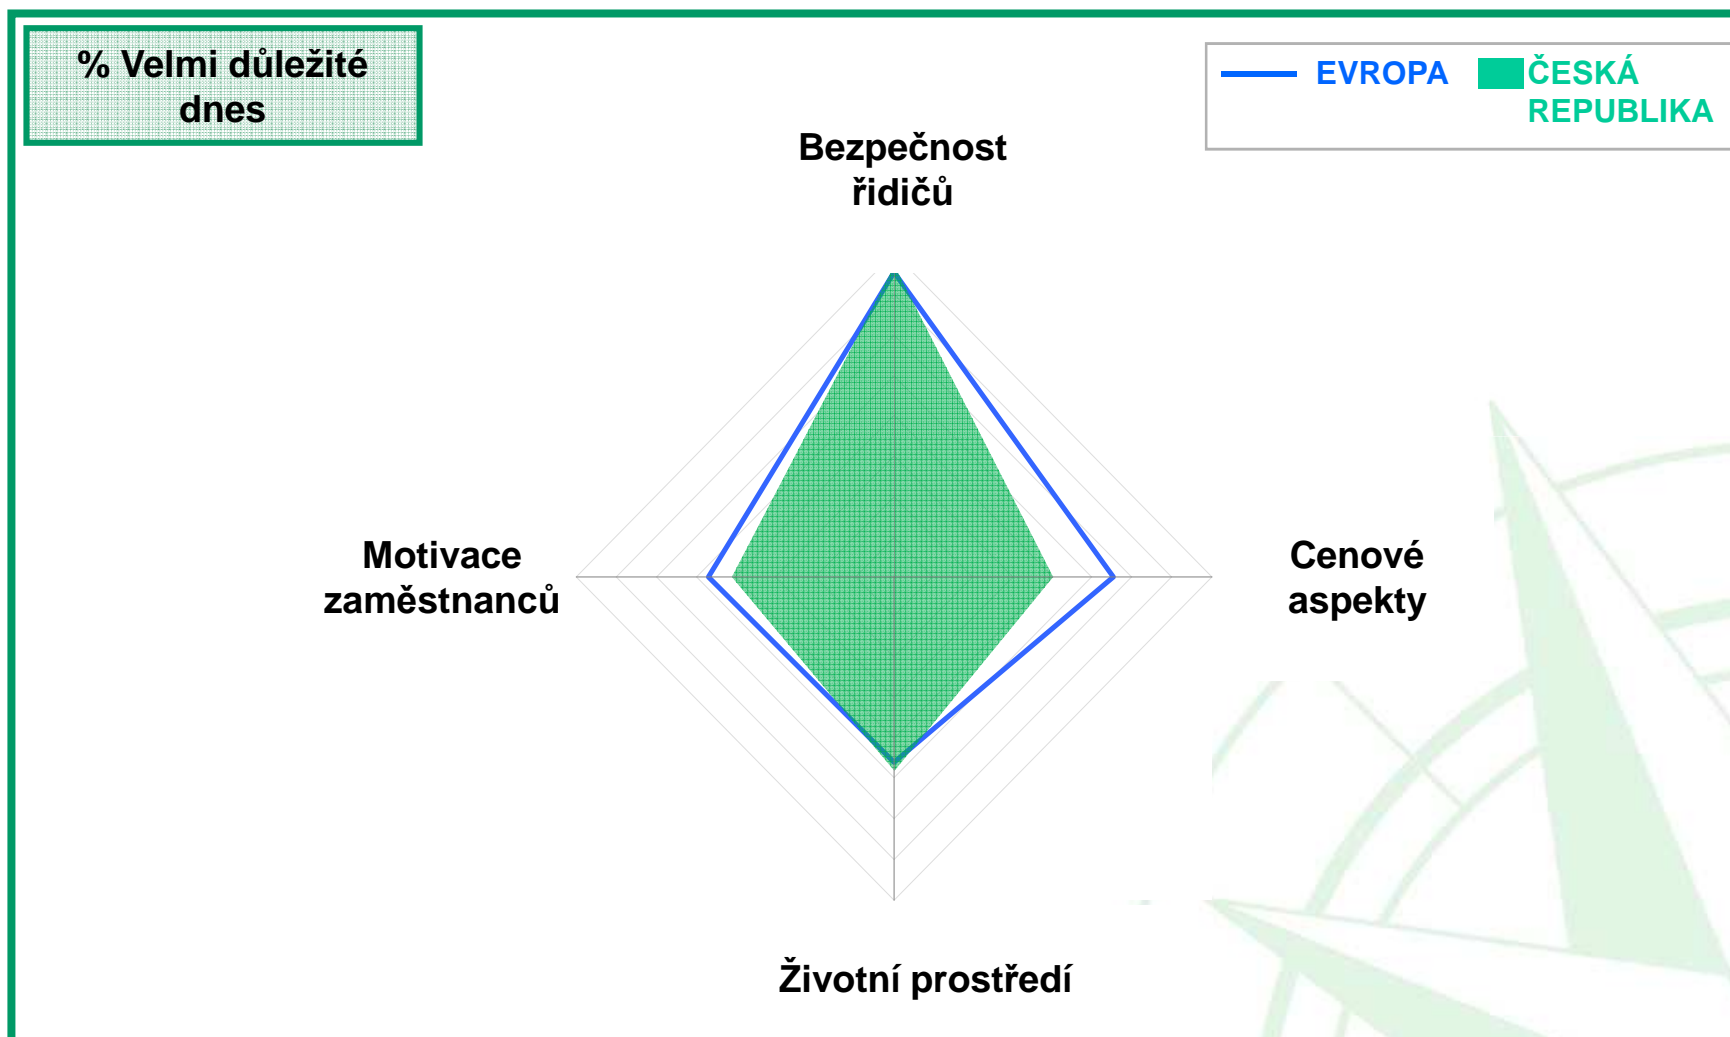 % Velmi důležité
dnes
EVROPA
ČESKÁ
REPUBLIKA
Bezpečnost
řidičů
Motivace
zaměstnanců
Cenové
aspekty
Životní prostředí